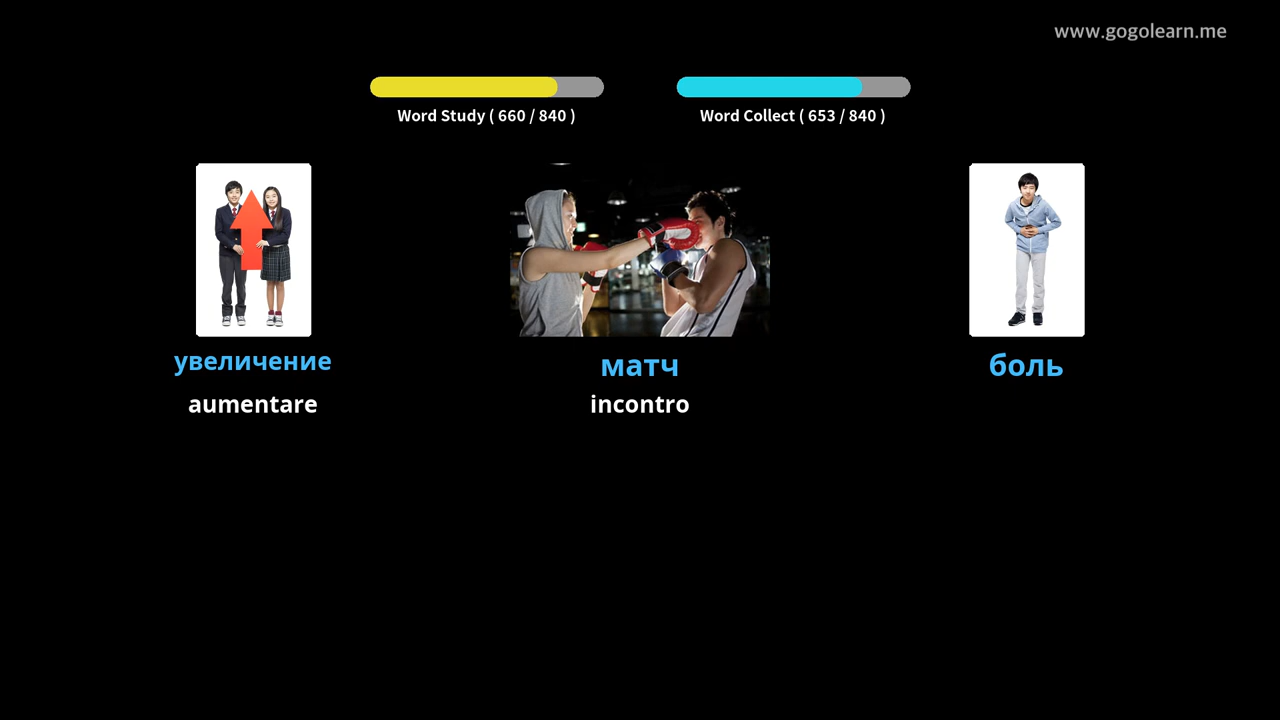 www.gogolearn.me
Word Study ( 660 / 840 )
Word Collect ( 653 / 840 )
увеличение
матч
боль
aumentare
incontro